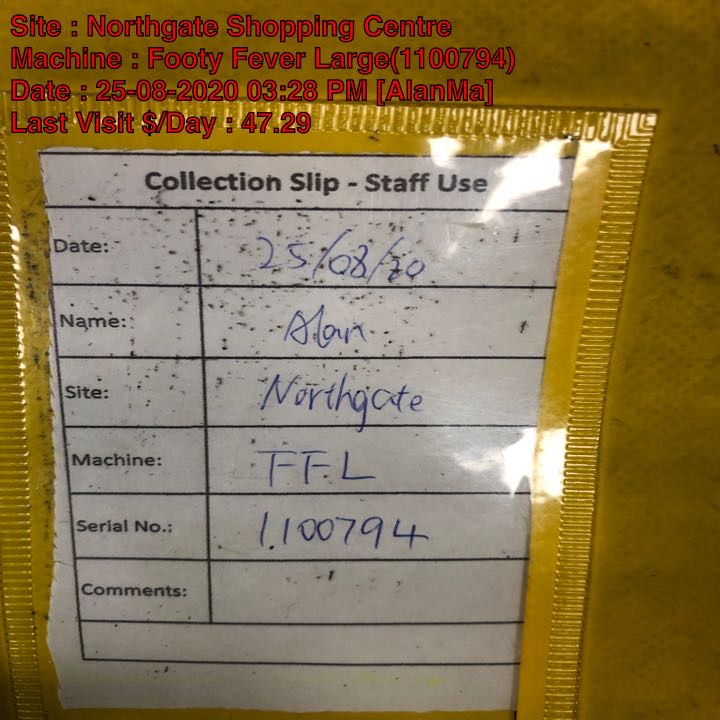 Site : Northgate Shopping Centre
Machine : Footy Fever Large(1100794)
Date : 25-08-2020 03:28 PM [AlanMa]
Last Visit $/Day : 47.29
Collection Slip - Staff Use
Date: 25/08/20
Name: Alan
Site: Northgate
Machine: FFL
Serial No.: 1100794
Comments: